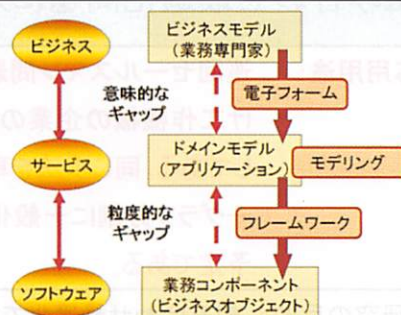 ビジネス
ビジネスモデル
(業務専門家)
意味的な
ギャップ
電子フォーム
サービス
ドメインモデル
(アプリケーション)
モデリング
粒度的な
ギャップ
フレームワーク
ソフトウェア
業務コンポーネント
(ビジネスオブジェクト)